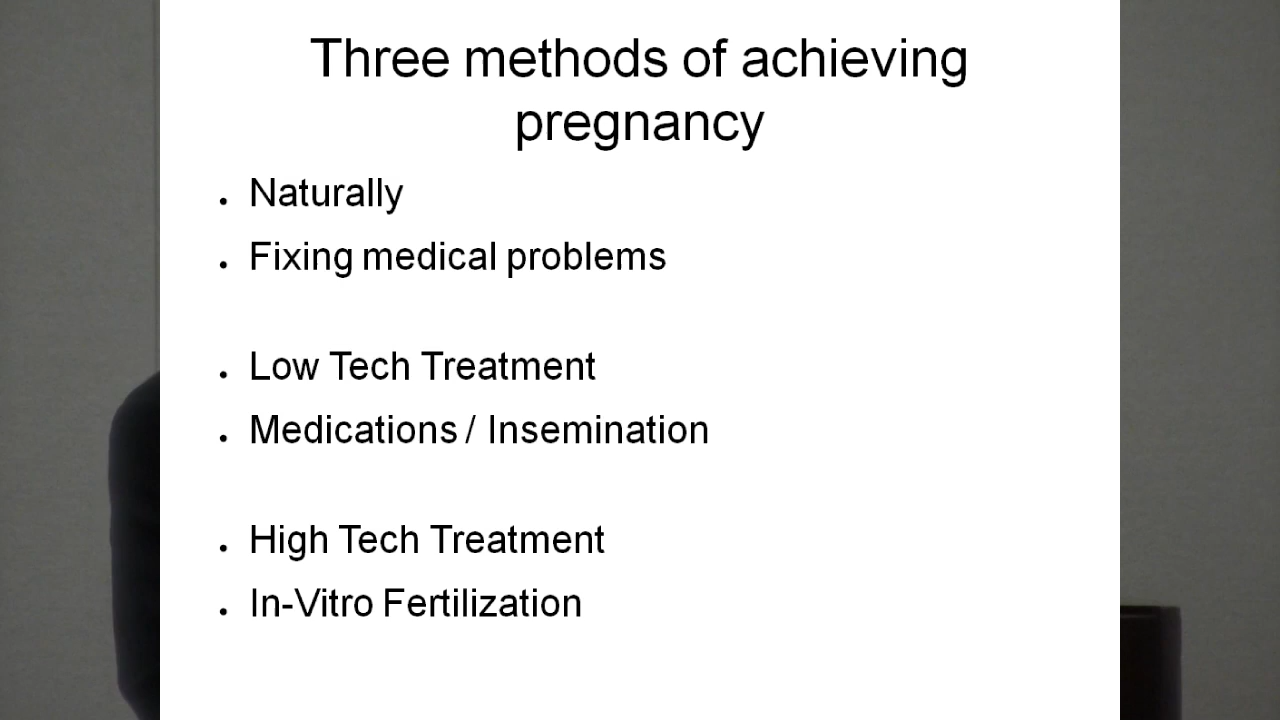 Three methods of achieving
pregnancy
Naturally
Fixing medical problems
Low Tech Treatment
Medications / Insemination
High Tech Treatment
In-Vitro Fertilization